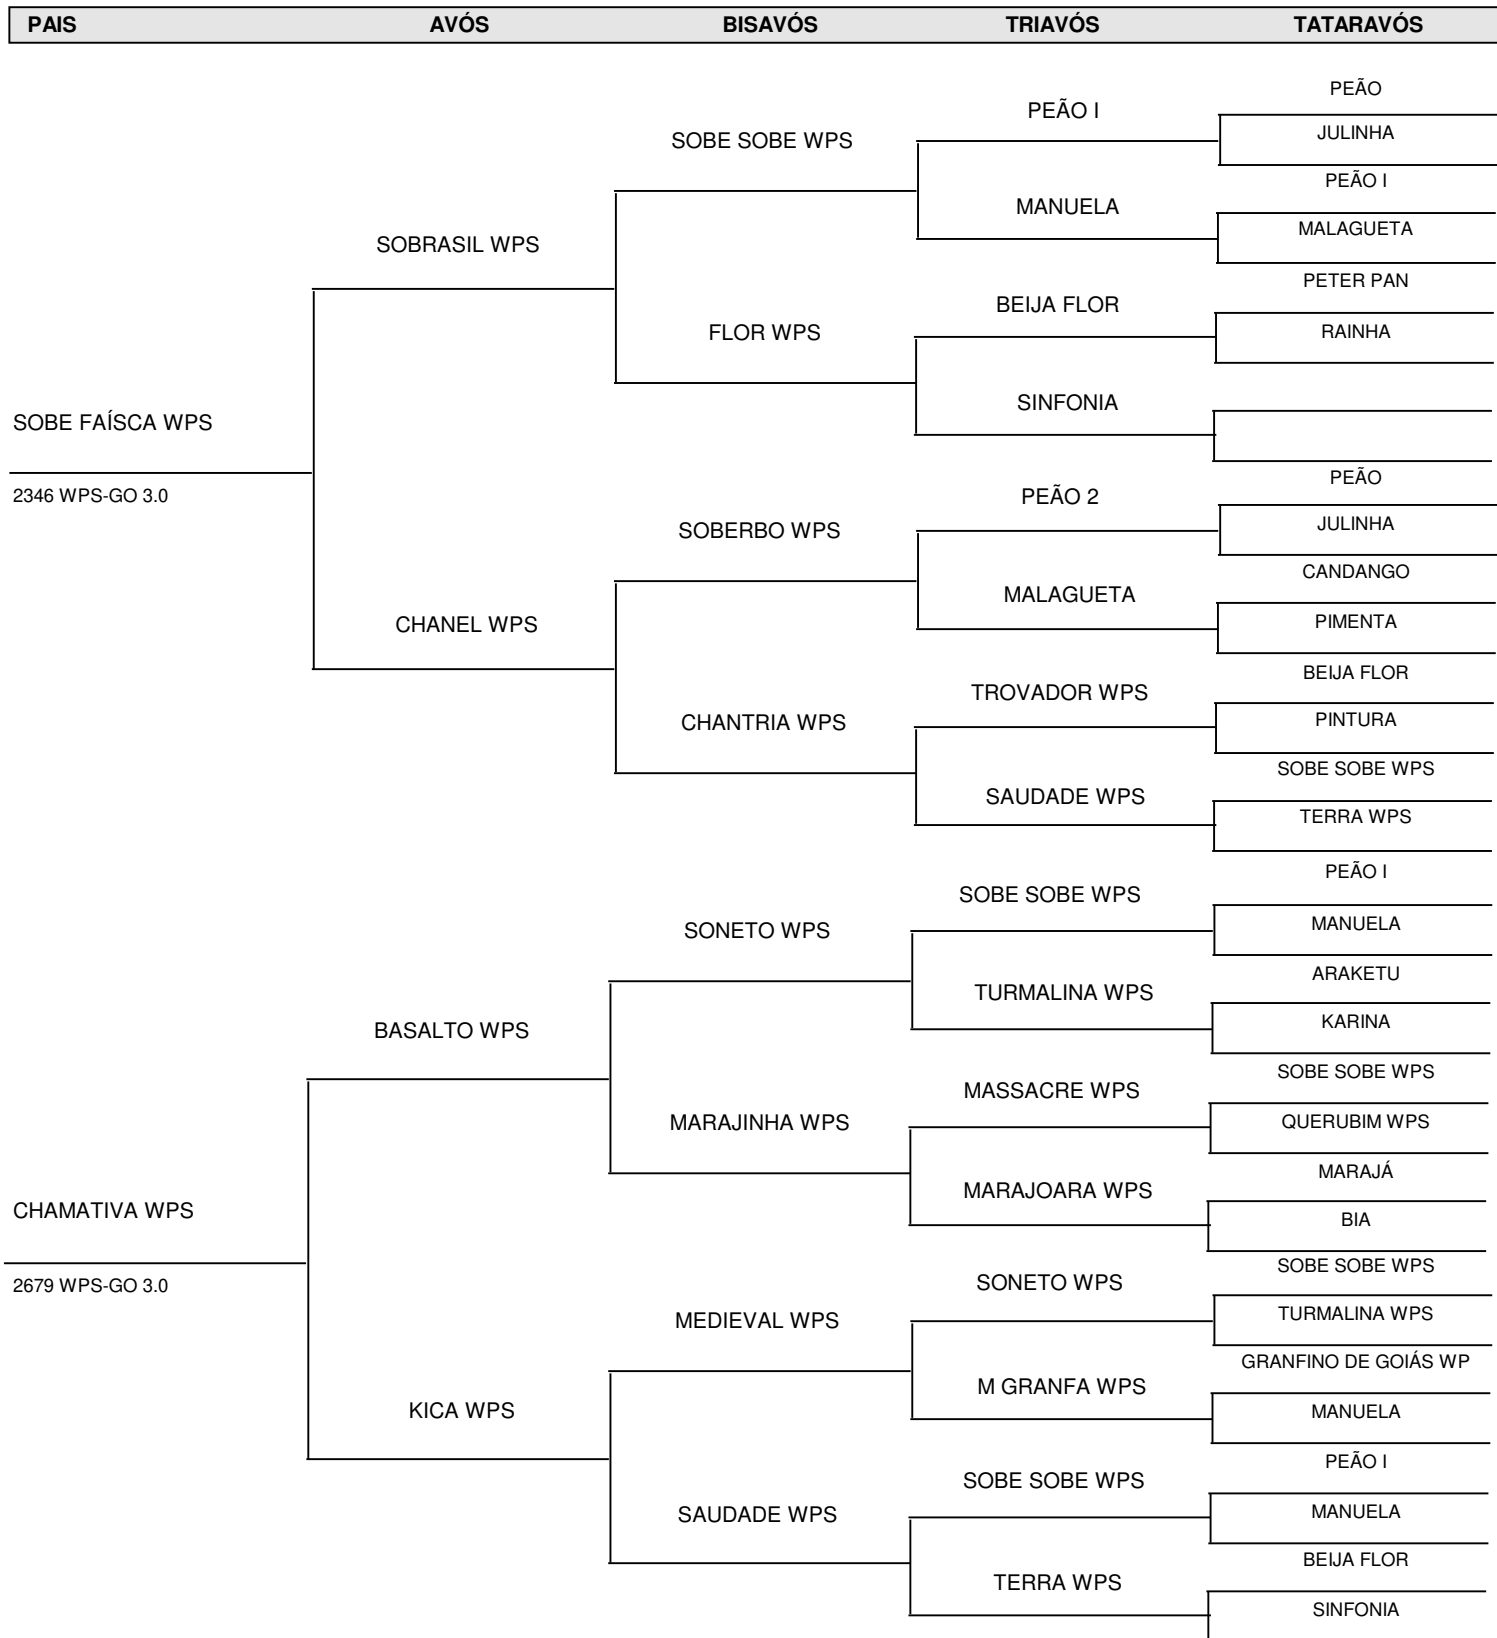 PAIS AVÓS BISAVÓS TRIAVÓS TATARAVÓS
PEÃO
PEÃO I
JULINHA
SOBE SOBE WPS
PEÃO I
MANUELA
MALAGUETA
SOBRASIL WPS
PETER PAN
BEIJA FLOR
RAINHA
FLOR WPS
SINFONIA
SOBE FAÍSCA WPS
2346 WPS-GO 3.0
PEÃO
PEÃO 2
JULINHA
SOBERBO WPS
CANDANGO
MALAGUETA
PIMENTA
CHANEL WPS
BEIJA FLOR
TROVADOR WPS
PINTURA
CHANTRIA WPS
SOBE SOBE WPS
SAUDADE WPS
TERRA WPS
PEÃO I
SOBE SOBE WPS
MANUELA
SONETO WPS
ARAKETU
TURMALINA WPS
KARINA
BASALTO WPS
SOBE SOBE WPS
MASSACRE WPS
QUERUBIM WPS
MARAJINHA WPS
MARAJÁ
MARAJOARA WPS
BIA
CHAMATIVA WPS
2679 WPS-GO 3.0
SOBE SOBE WPS
SONETO WPS
TURMALINA WPS
MEDIEVAL WPS
GRANFINO DE GOIÁS WP
M GRANFA WPS
MANUELA
KICA WPS
PEÃO I
SOBE SOBE WPS
MANUELA
SAUDADE WPS
BEIJA FLOR
TERRA WPS
SINFONIA